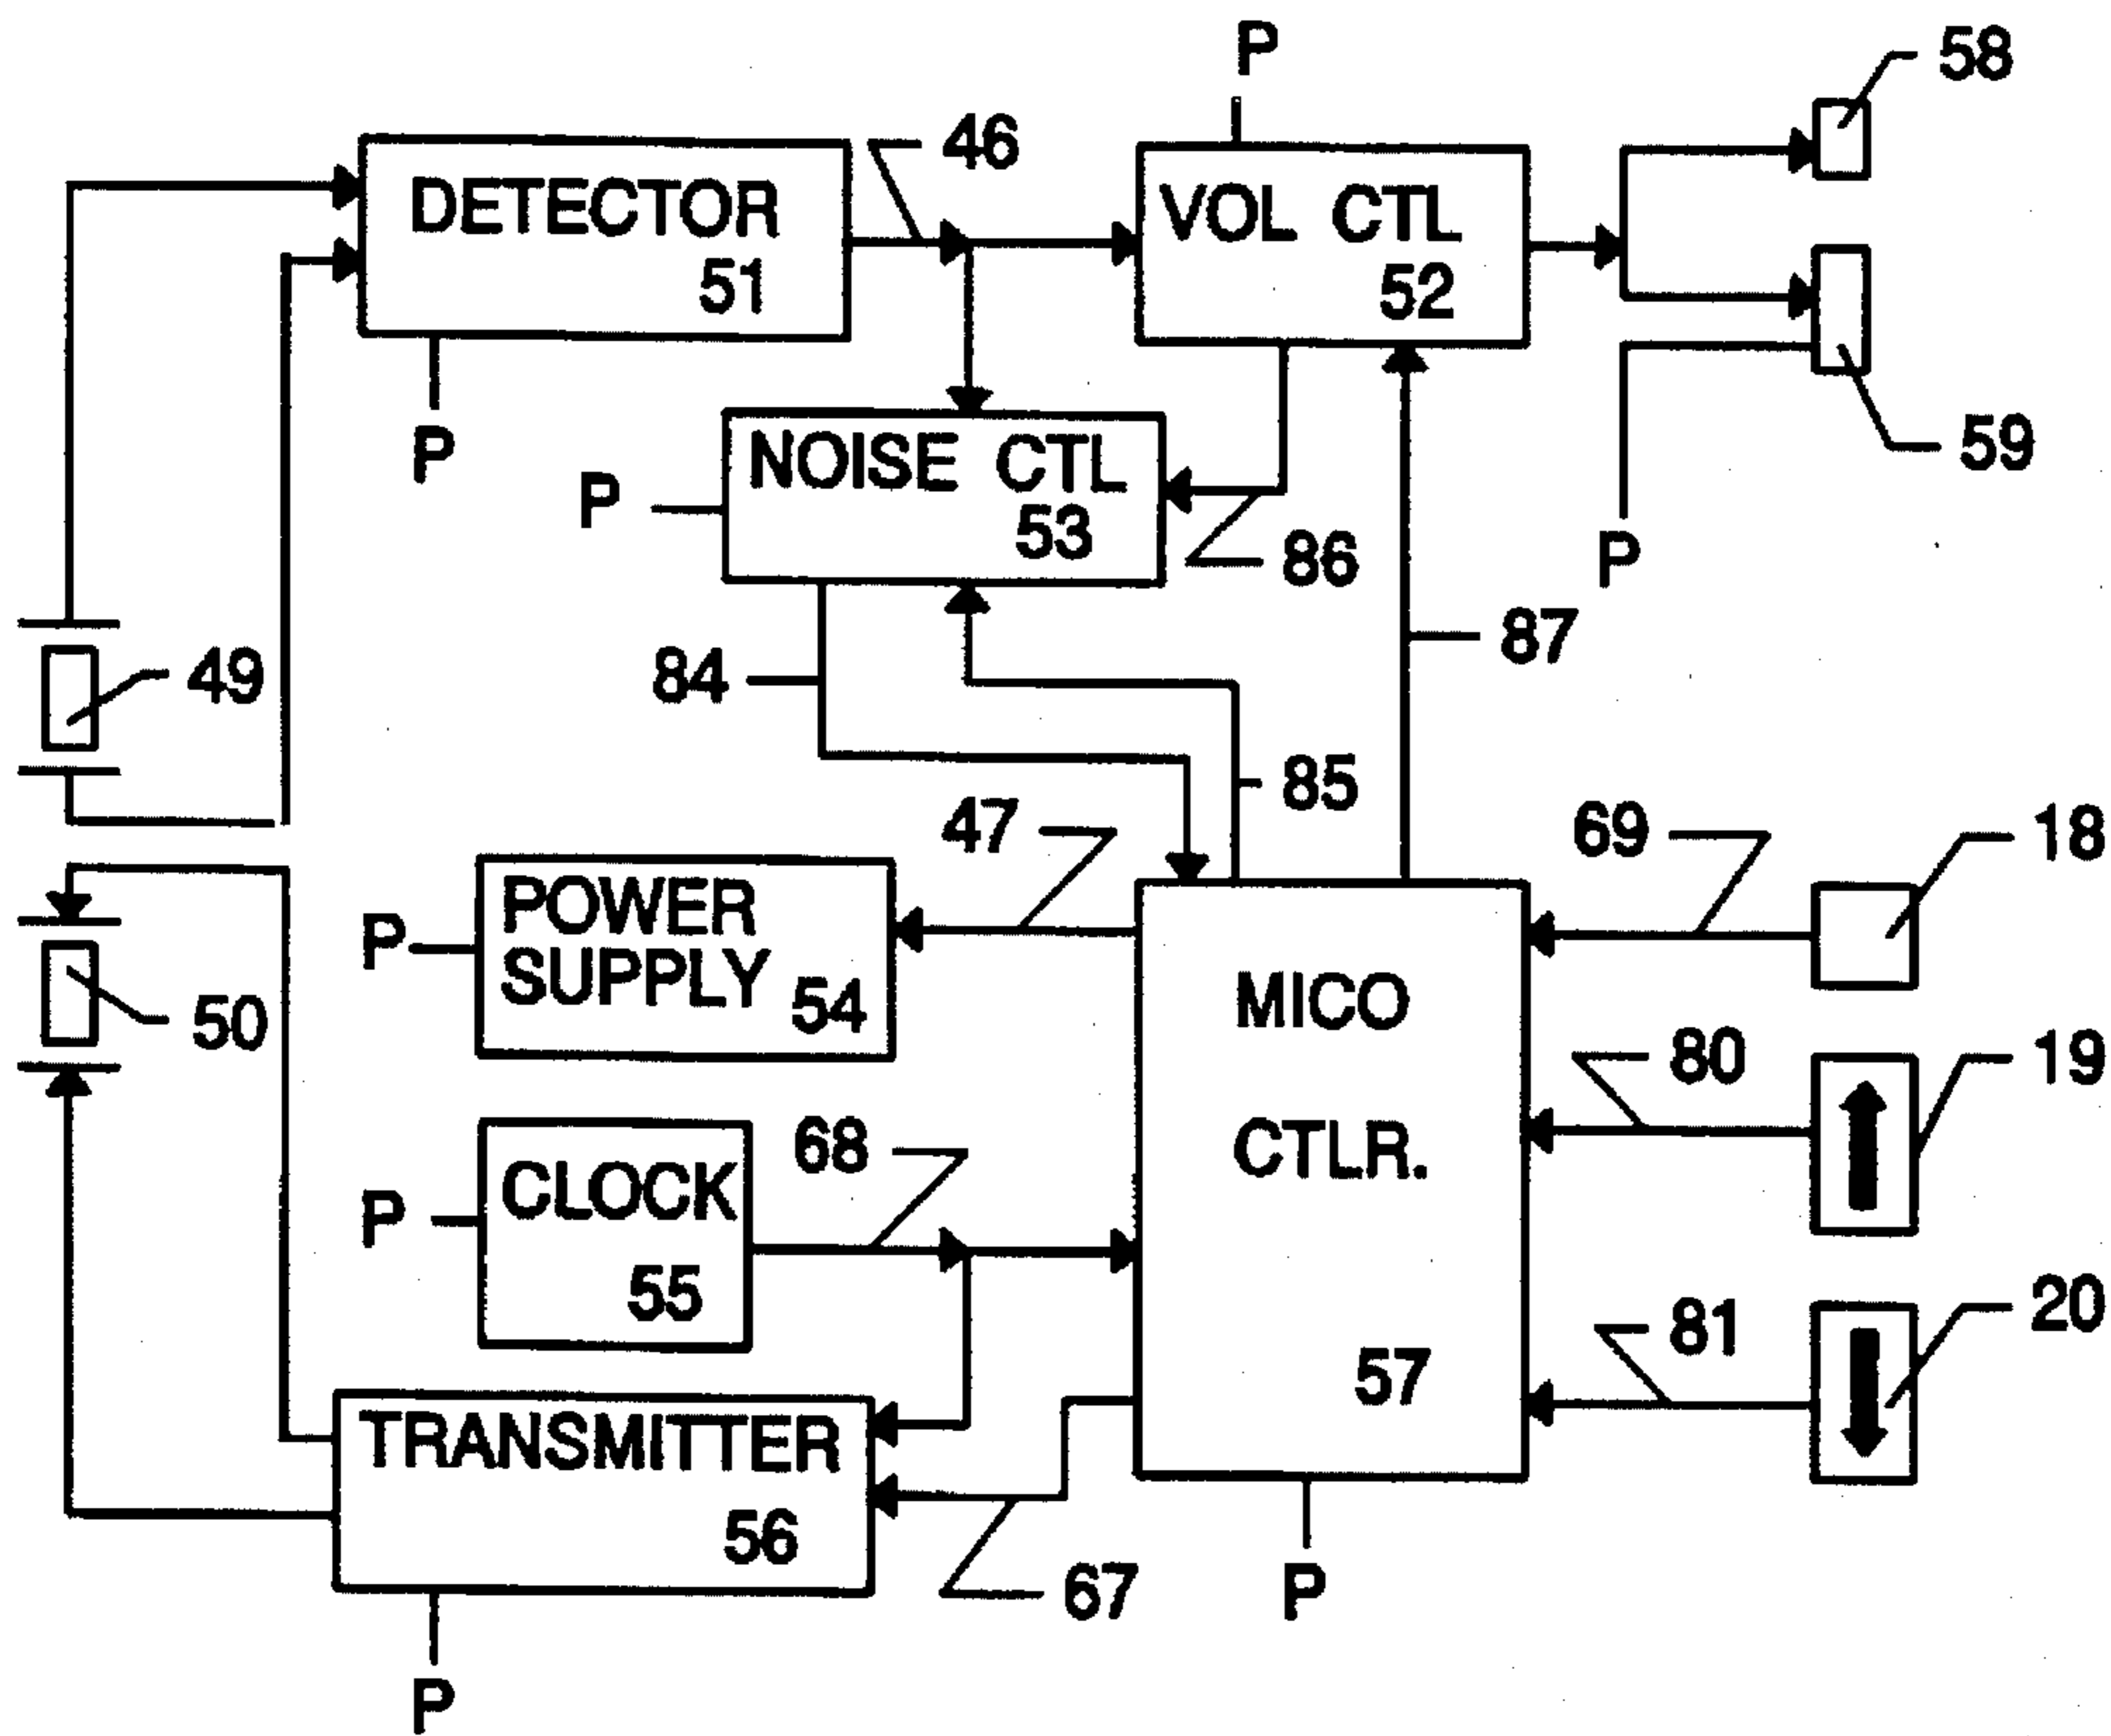 P
58
46
DETECTOR
51
VOL CTL
52
P
59
NOISE CTL
53
P
86
P
84
87
49
85
47
69
18
POWER
SUPPLY
54
P
MICO
CTLR.
57
50
80
19
68
CLOCK
55
P
81
20
TRANSMITTER
56
67
P
P